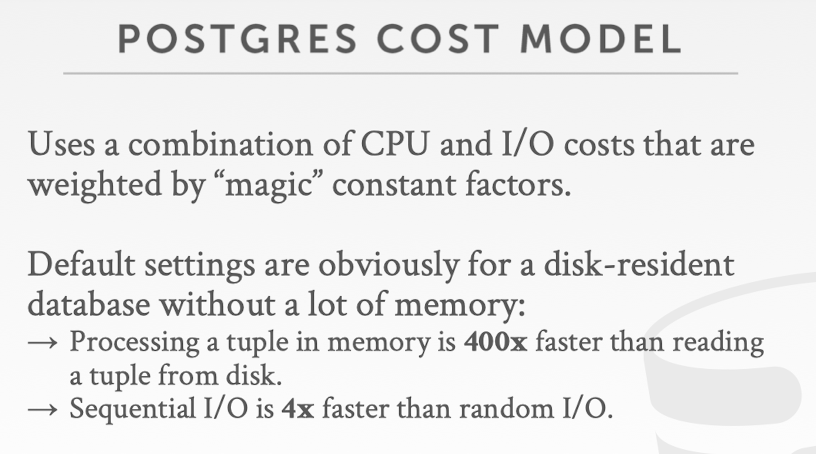 POSTGRES COST MODEL
Uses a combination of CPU and I/O costs that are
weighted by “magic” constant factors.
Default settings are obviously for a disk-resident
database without a lot of memory:
→ Processing a tuple in memory is 400x faster than reading
a tuple from disk.
→ Sequential I/O is 4x faster than random I/O.